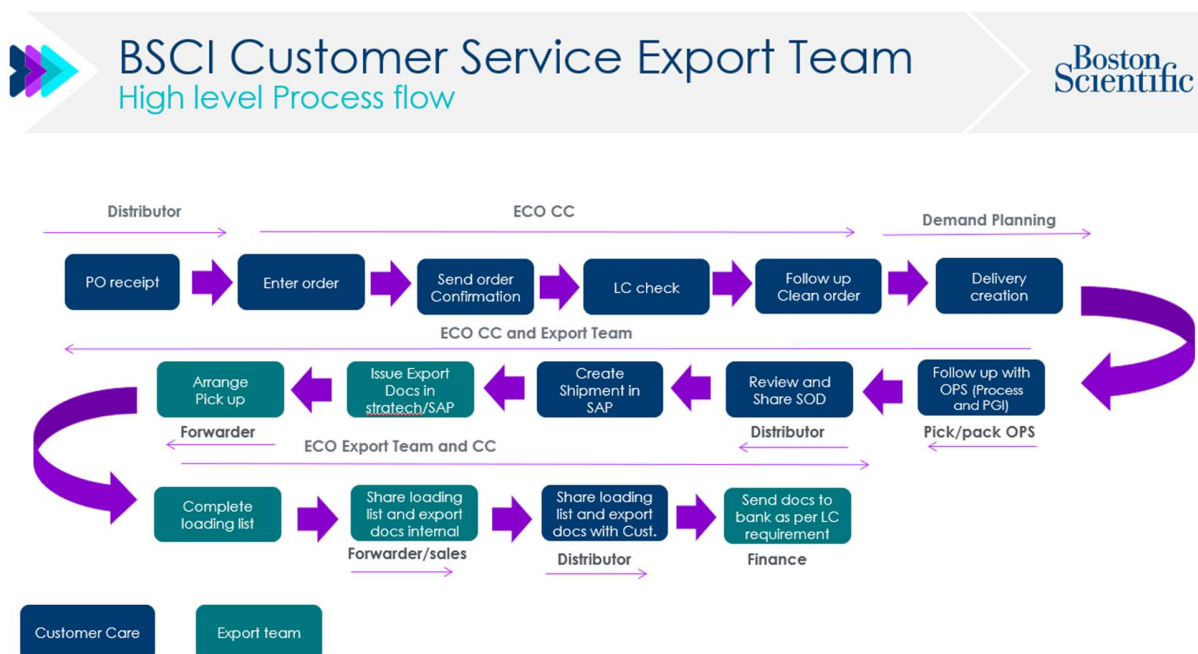 BSCI Customer Service Export Team
High level Process flow
Boston
Scientific
Distributor
ECO CC
Demand Planning
PO receipt
Enter order
Send order
Confirmation
LC check
Follow up
Clean order
Delivery
creation
ECO CC and Export Team
Arrange
Pick up
Issue Export
Docs in
stratech/SAP
Create
Shipment in
SAP
Review and
Share SOD
Follow up with
OPS (Process
and PGI)
Forwarder
Distributor
Pick/pack OPS
ECO Export Team and CC
Complete
loading list
Share loading
list and export
docs internal
Share loading
list and export
docs with Cust.
Send docs to
bank as per LC
requirement
Forwarder/sales
Distributor
Finance
Customer Care
Export team